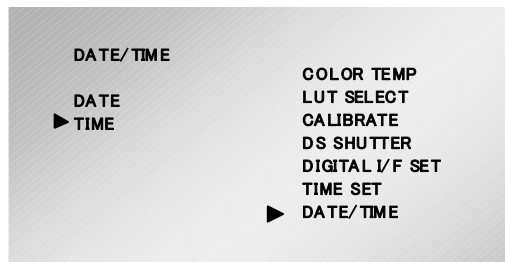 DATE/TIME
DATE
▶TIME
COLOR TEMP
LUT SELECT
CALIBRATE
DS SHUTTER
DIGITAL I/F SET
TIME SET
▶ DATE/TIME